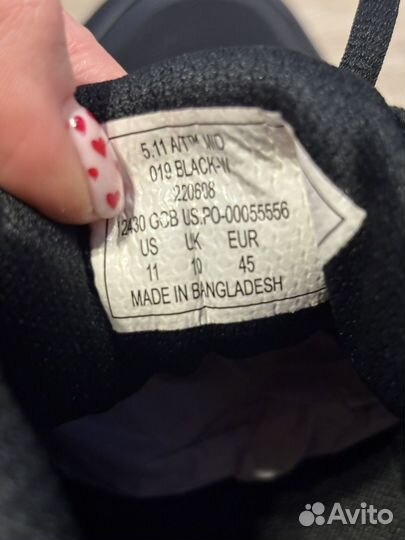 5.11 A/T™ MID
019 BLACK-W
220608
12430 GCB US.PO-00055556
US UK EUR
11 10 45
MADE IN BANGLADESH
Avito